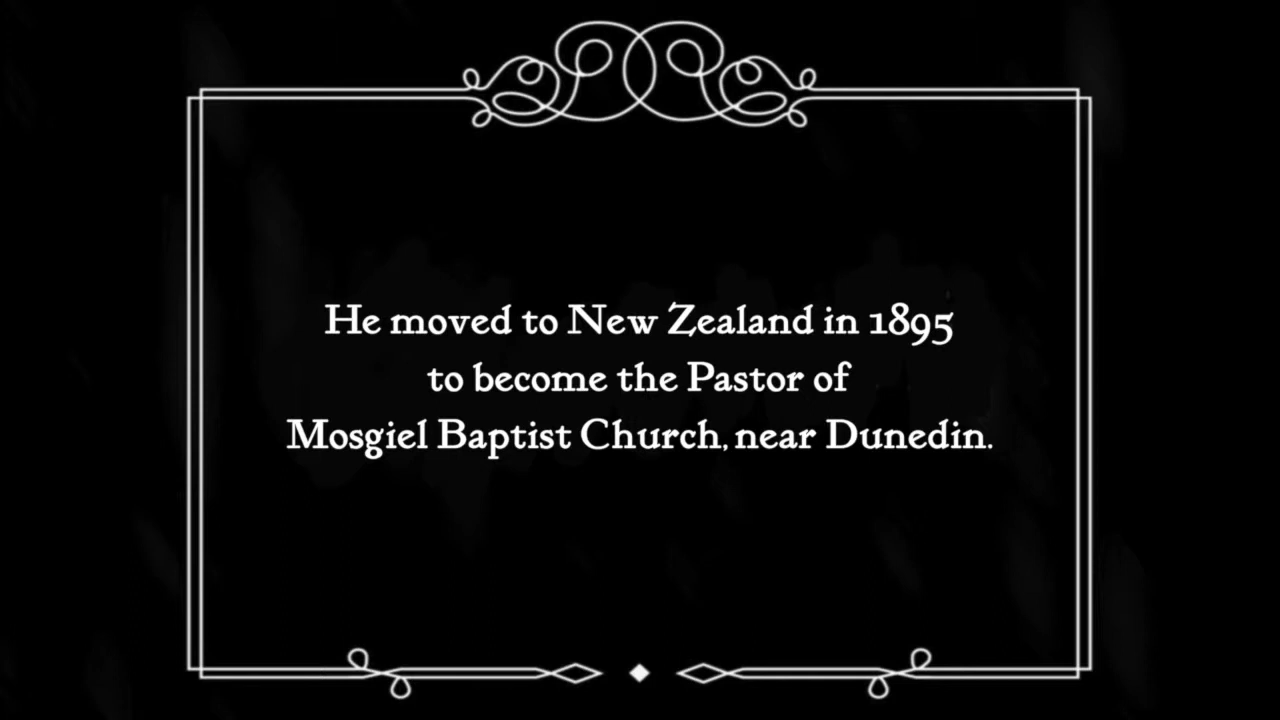 He moved to New Zealand in 1895
to become the Pastor of
Mosgiel Baptist Church, near Dunedin.